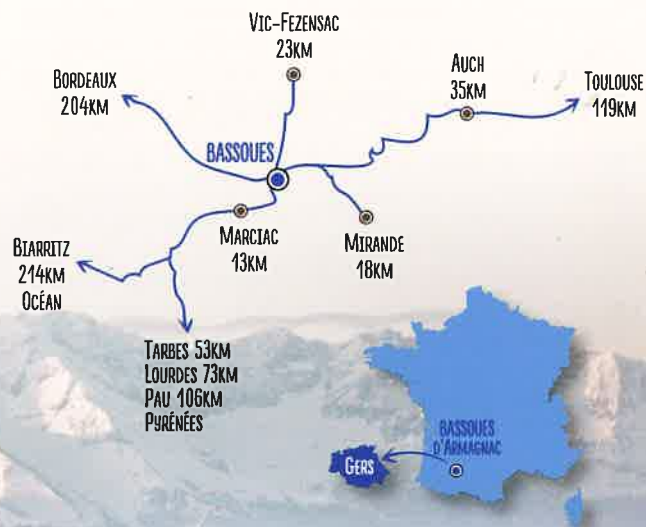 Vic-Fezensac
23km
Bordeaux
204km
Auch
35km
Toulouse
119km
BASSOUES
Marciac
13km
Mirande
18km
Biarritz
214km
Océan
Tarbes 53km
Lourdes 73km
Pau 106km
Pyrénées
BASSOUES
D'ARMAGNAC
Gers